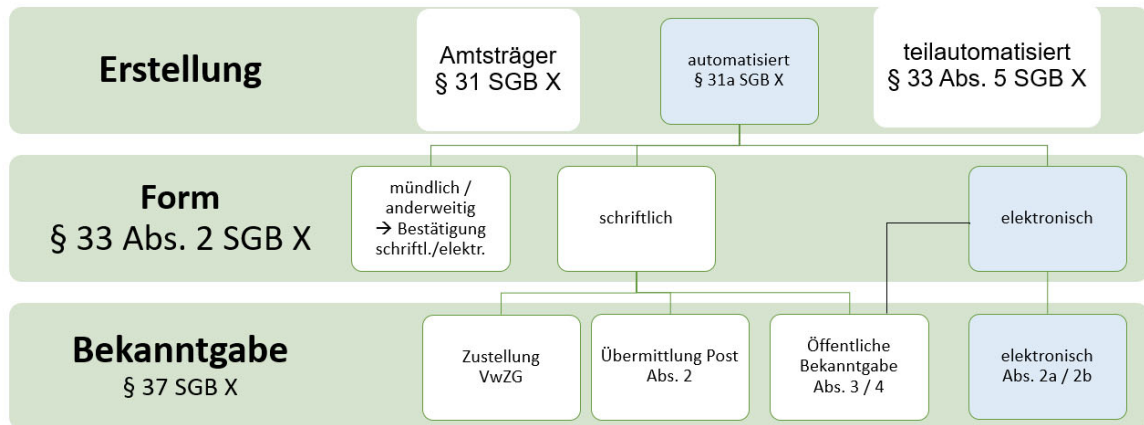 Erstellung
Amtsträger
§ 31 SGB X
automatisiert
§ 31a SGB X
teilautomatisiert
§ 33 Abs. 5 SGB X
Form
§ 33 Abs. 2 SGB X
mündlich /
anderweitig
→ Bestätigung
schriftl./elektr.
schriftlich
elektronisch
Bekanntgabe
§ 37 SGB X
Zustellung
VwZG
Übermittlung Post
Abs. 2
Öffentliche
Bekanntgabe
Abs. 3 / 4
elektronisch
Abs. 2a / 2b